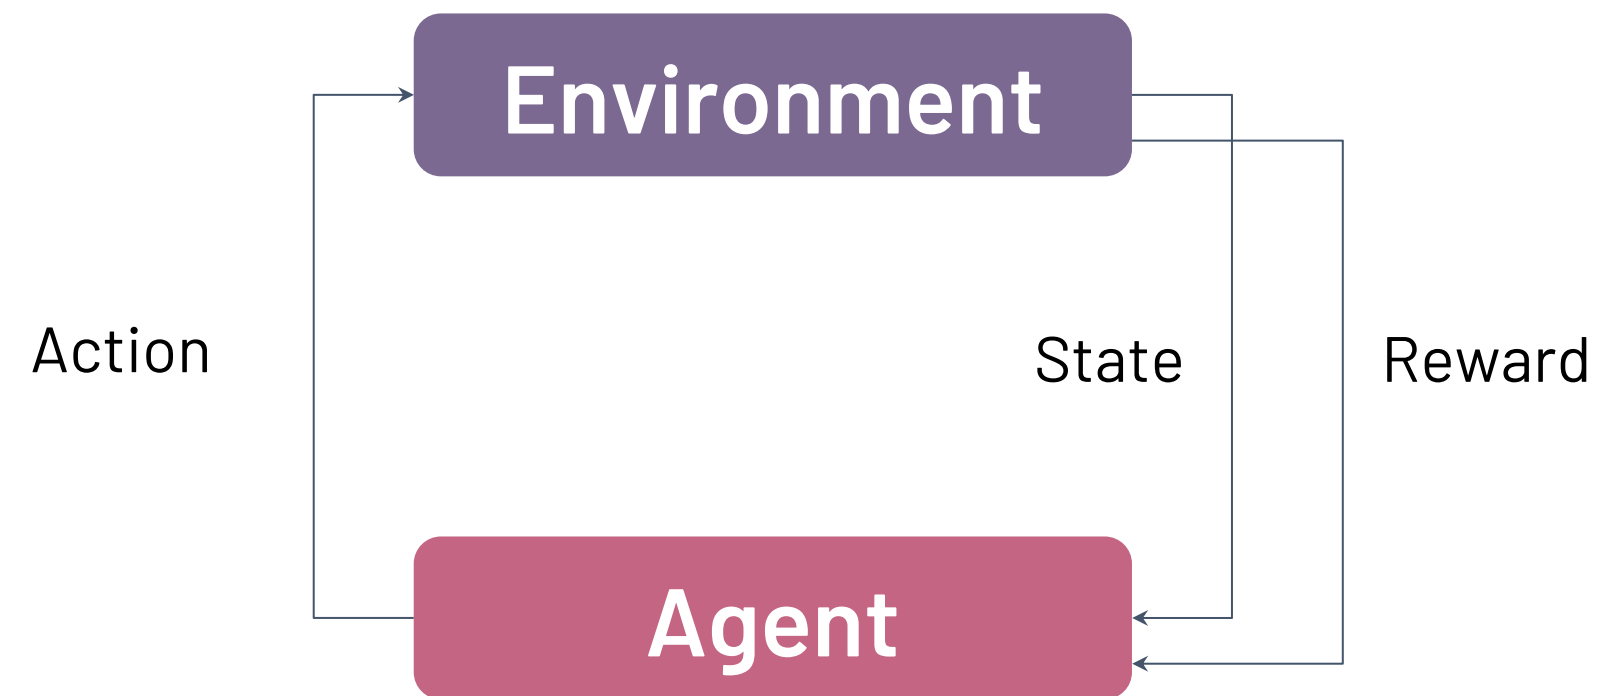 Environment
Action
State
Reward
Agent